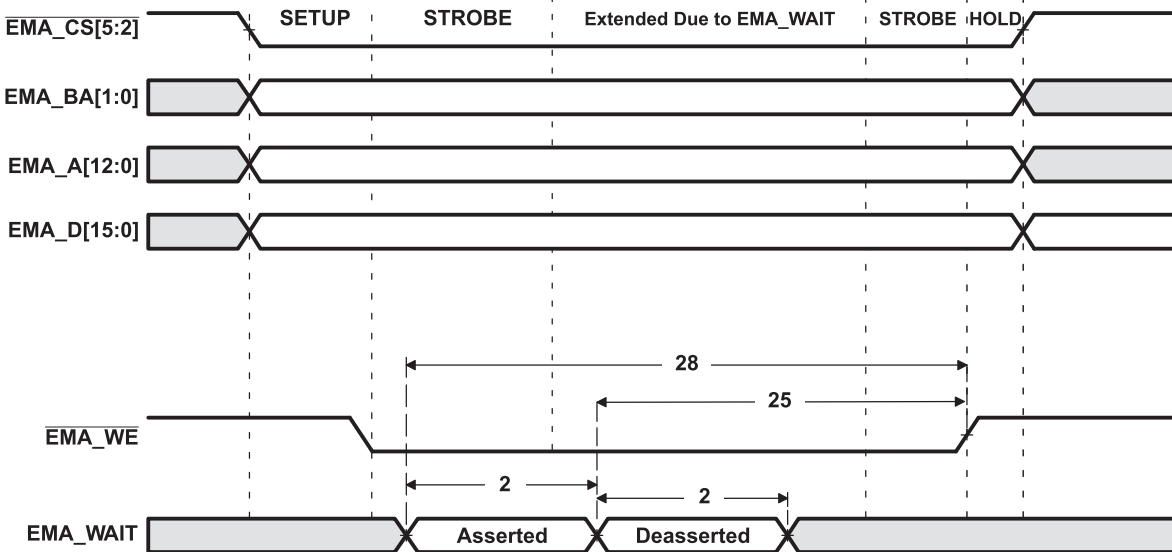 SETUP STROBE Extended Due to EMA_WAIT STROBE HOLD
EMA_CS[5:2]
EMA_BA[1:0]
EMA_A[12:0]
EMA_D[15:0]
28
25
EMA_WE
2
2
EMA_WAIT Asserted Deasserted